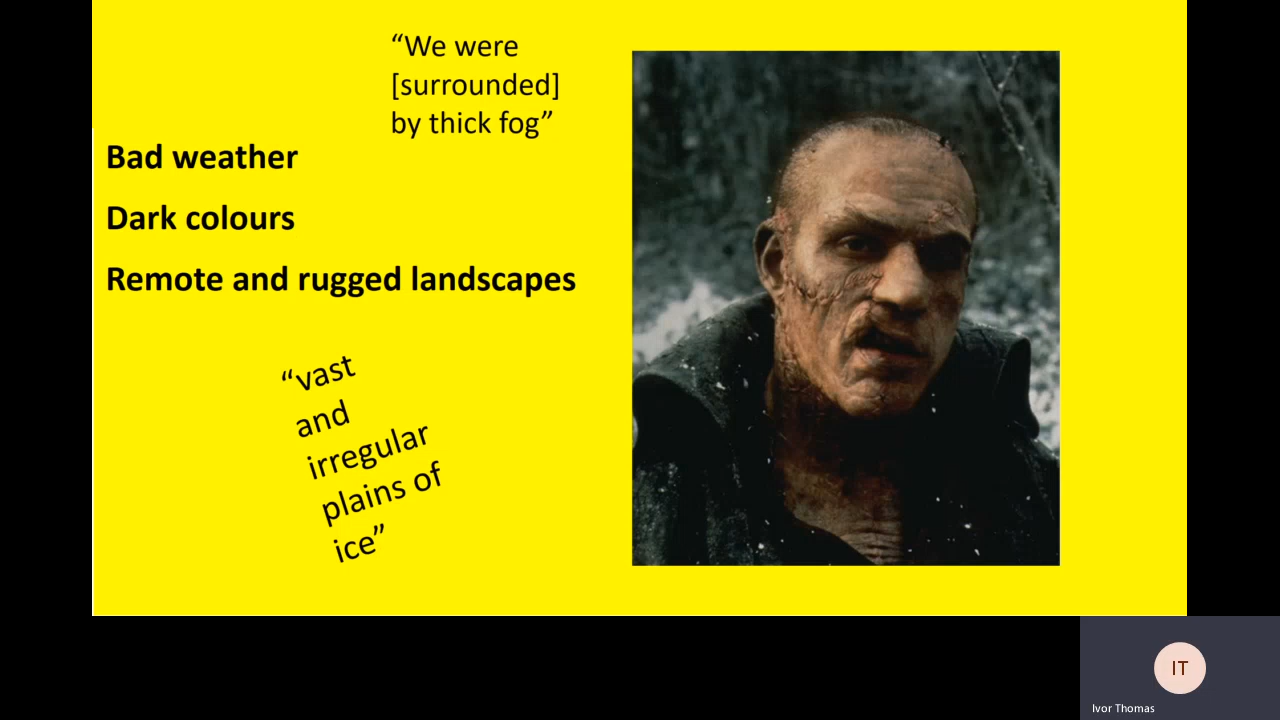 “We were
[surrounded]
by thick fog”
Bad weather
Dark colours
Remote and rugged landscapes
“vast
and
irregular
plains of
ice”
IT
Ivor Thomas